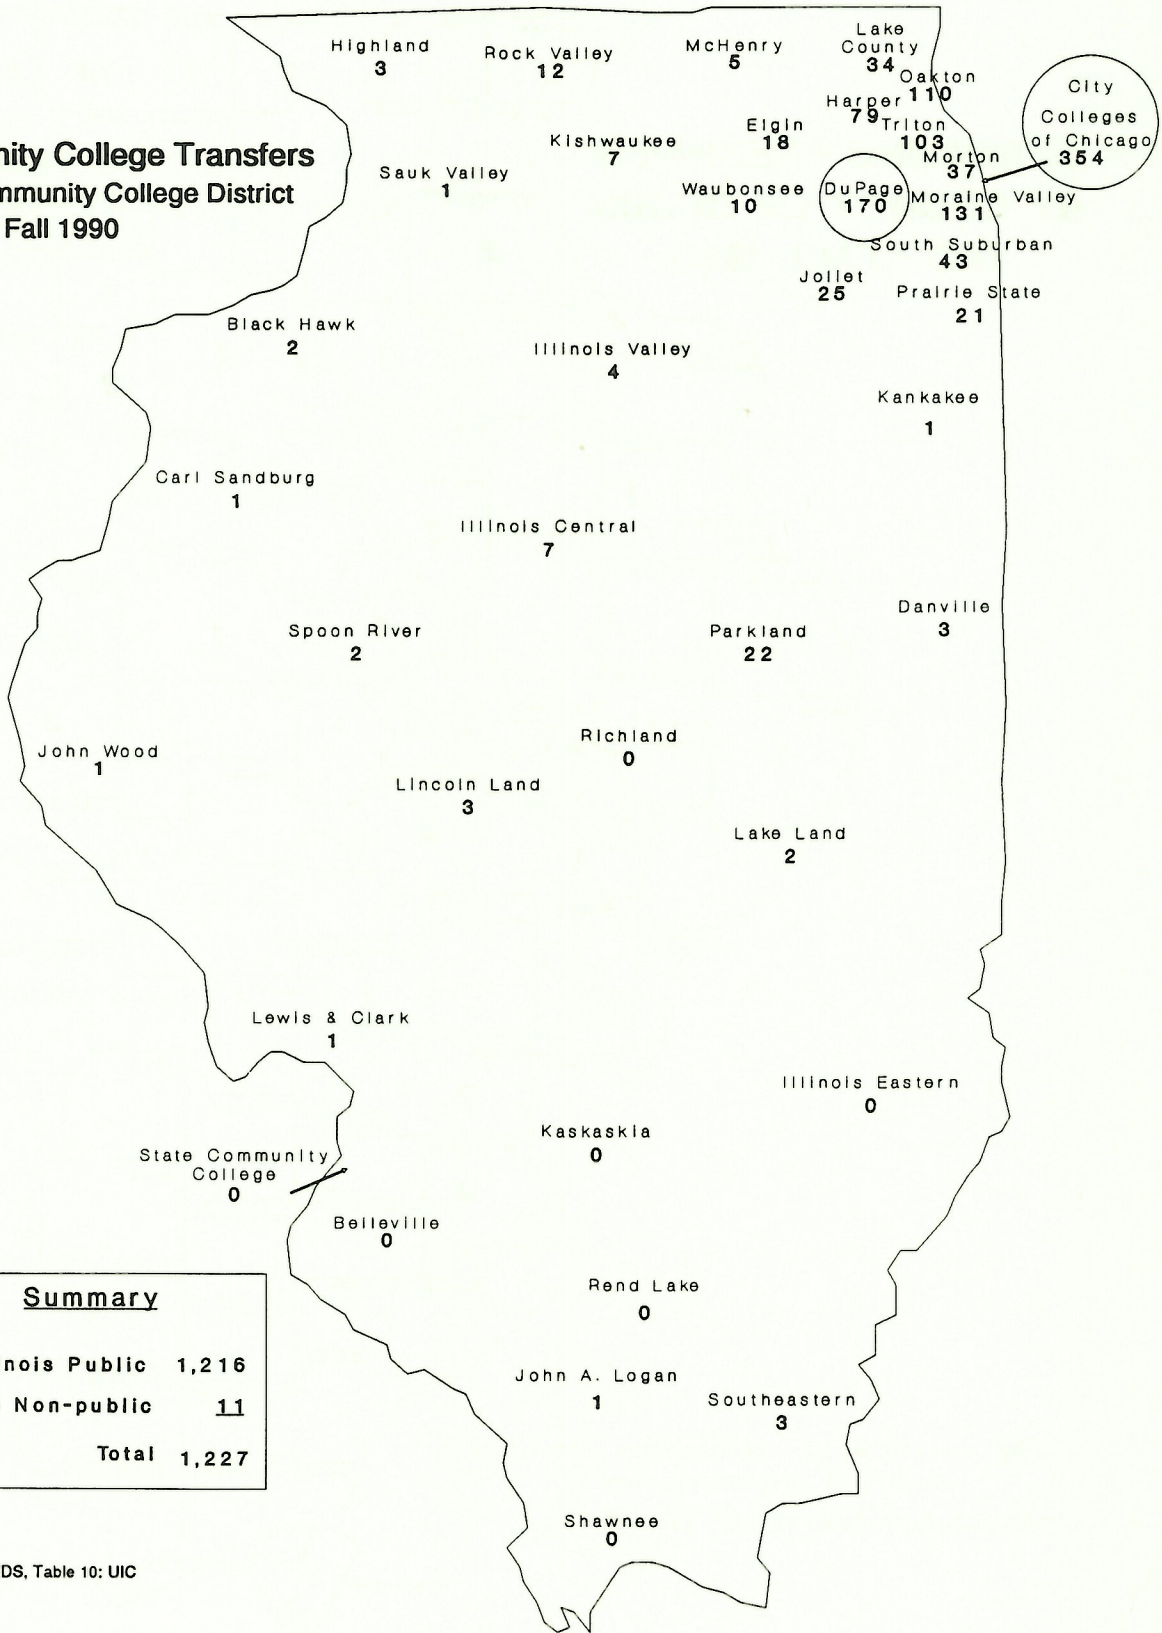 nity College Transfers
mmunity College District
Fall 1990
Highland
3
Rock Valley
12
McHenry
5
Lake
County
34
Oakton
110
Harper
79
Triton
103
Elgin
18
Kishwaukee
7
Morton
37
City
Colleges
of Chicago
354
Sauk Valley
1
Waubonsee
10
DuPage
170
Moraine Valley
131
South Suburban
43
Joliet
25
Prairie State
21
Black Hawk
2
Illinois Valley
4
Kankakee
1
Carl Sandburg
1
Illinois Central
7
Danville
3
Spoon River
2
Parkland
22
Richland
0
John Wood
1
Lincoln Land
3
Lake Land
2
Lewis & Clark
1
Illinois Eastern
0
Kaskaskia
0
State Community
College
0
Belleville
0
Rend Lake
0
John A. Logan
1
Southeastern
3
Shawnee
0
Summary
nois Public 1,216
Non-public 11
Total 1,227
DS, Table 10: UIC